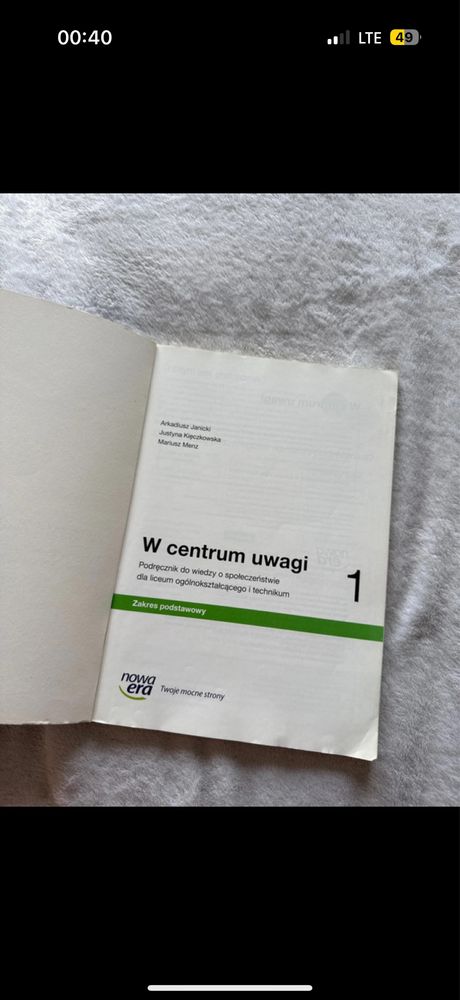 00:40
LTE
49
Arkadiusz Janicki
Justyna Kięczkowska
Mariusz Menz
W centrum uwagi
1
Podręcznik do wiedzy o społeczeństwie
dla liceum ogólnokształcącego i technikum
Zakres podstawowy
nowa
era
Twoje mocne strony